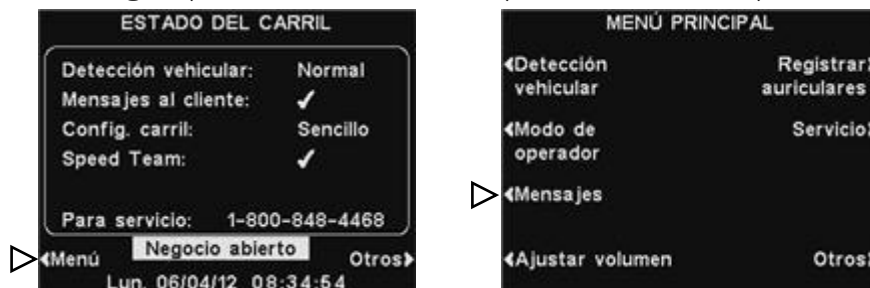 ESTADO DEL CARRIL
Detección vehicular: Normal
Mensajes al cliente: ✓
Config. carril: Sencillo
Speed Team: ✓
Para servicio: 1-800-848-4468
Menú
Negocio abierto
Otros
Lun. 06/04/12 08:34:54
MENÚ PRINCIPAL
Detección vehicular
Registrar auriculares
Modo de operador
Servicio
Mensajes
Ajustar volumen
Otros